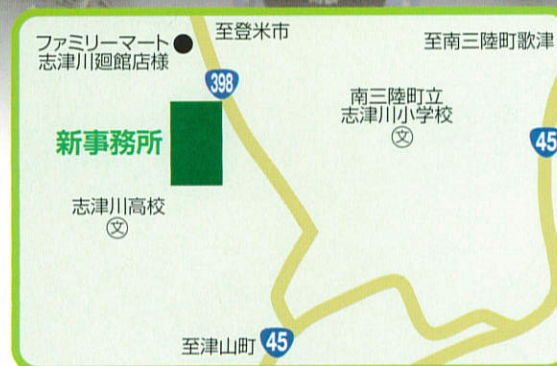 ファミリーマート
志津川廻館店様
至登米市
至南三陸町歌津
398
南三陸町立
志津川小学校
文
45
新事務所
志津川高校
文
至津山町
45